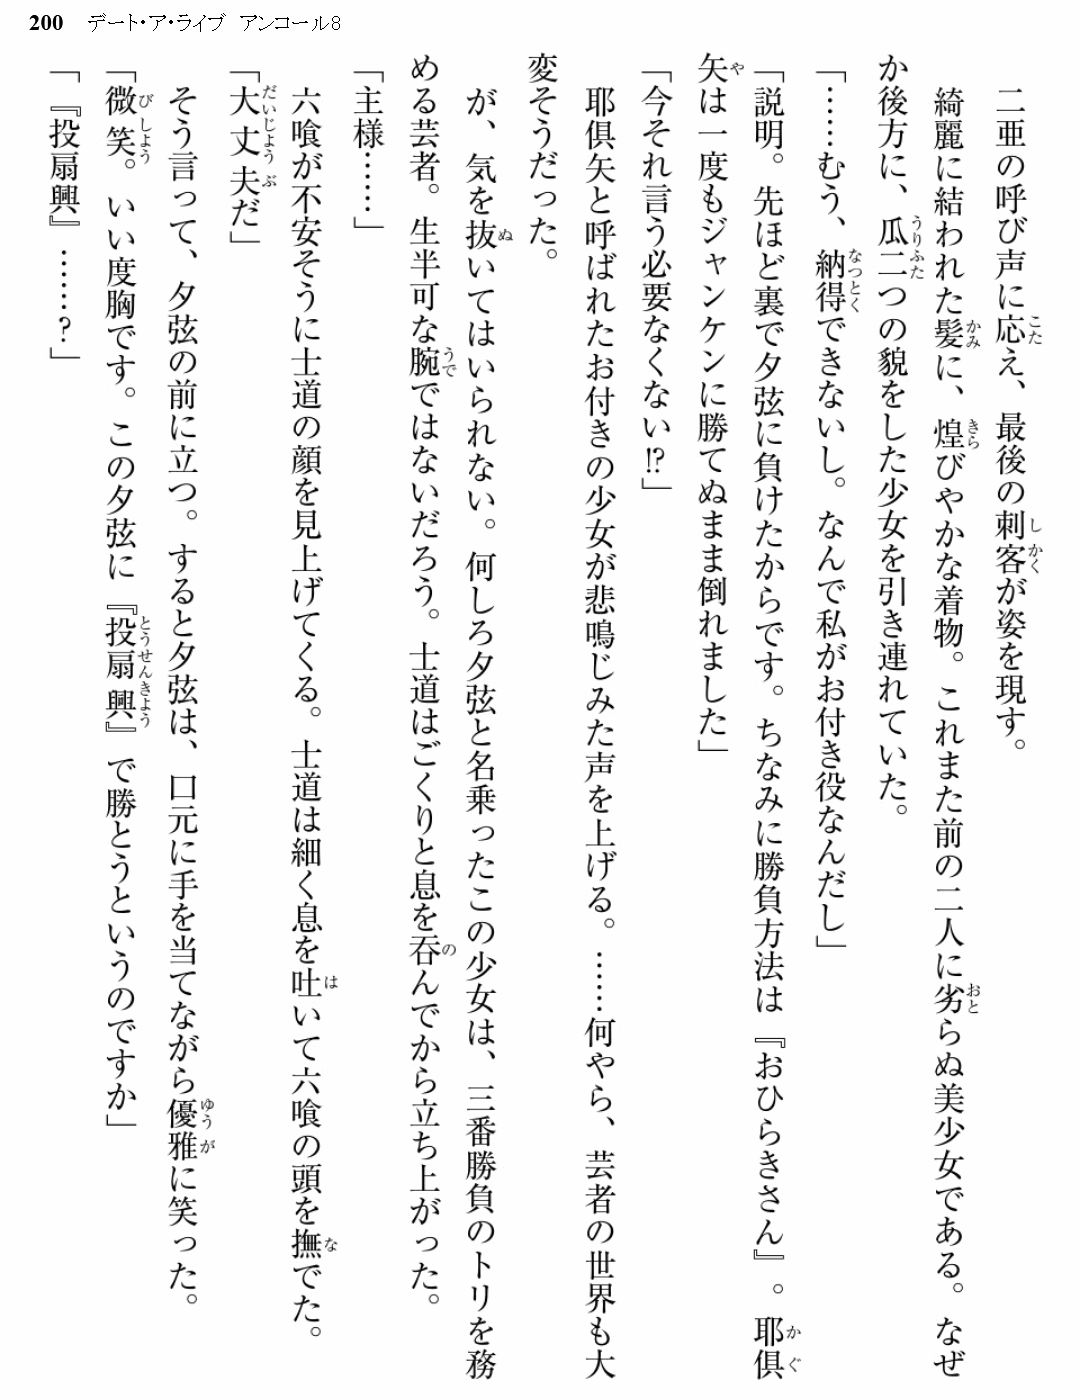 200 デート・ア・ライブ アンコール8
二亜の呼び声に応え、最後の刺客が姿を現す。
綺麗に結われた髪に、煌びやかな着物。これまた前の二人に劣らぬ美少女である。なぜ
か後方に、瓜二つの貌をした少女を引き連れていた。
「……むう、納得できないし。なんで私がお付き役なんだし」
「説明。先ほど裏で夕弦に負けたからです。ちなみに勝負方法は『おひらきさん』。耶倶
矢は一度もジャンケンに勝てぬまま倒れました」
「今それ言う必要なくない!?」
耶倶矢と呼ばれたお付きの少女が悲鳴じみた声を上げる。……何やら、芸者の世界も大
変そうだった。
が、気を抜いてはいられない。何しろ夕弦と名乗ったこの少女は、三番勝負のトリを務
める芸者。生半可な腕ではないだろう。士道はごくりと息を呑んでから立ち上がった。
「主様……」
六喰が不安そうに士道の顔を見上げてくる。士道は細く息を吐いて六喰の頭を撫でた。
「大丈夫だ」
そう言って、夕弦の前に立つ。すると夕弦は、口元に手を当てながら優雅に笑った。
「微笑。いい度胸です。この夕弦に『投扇興』で勝とうというのですか」
「『投扇興』……?」